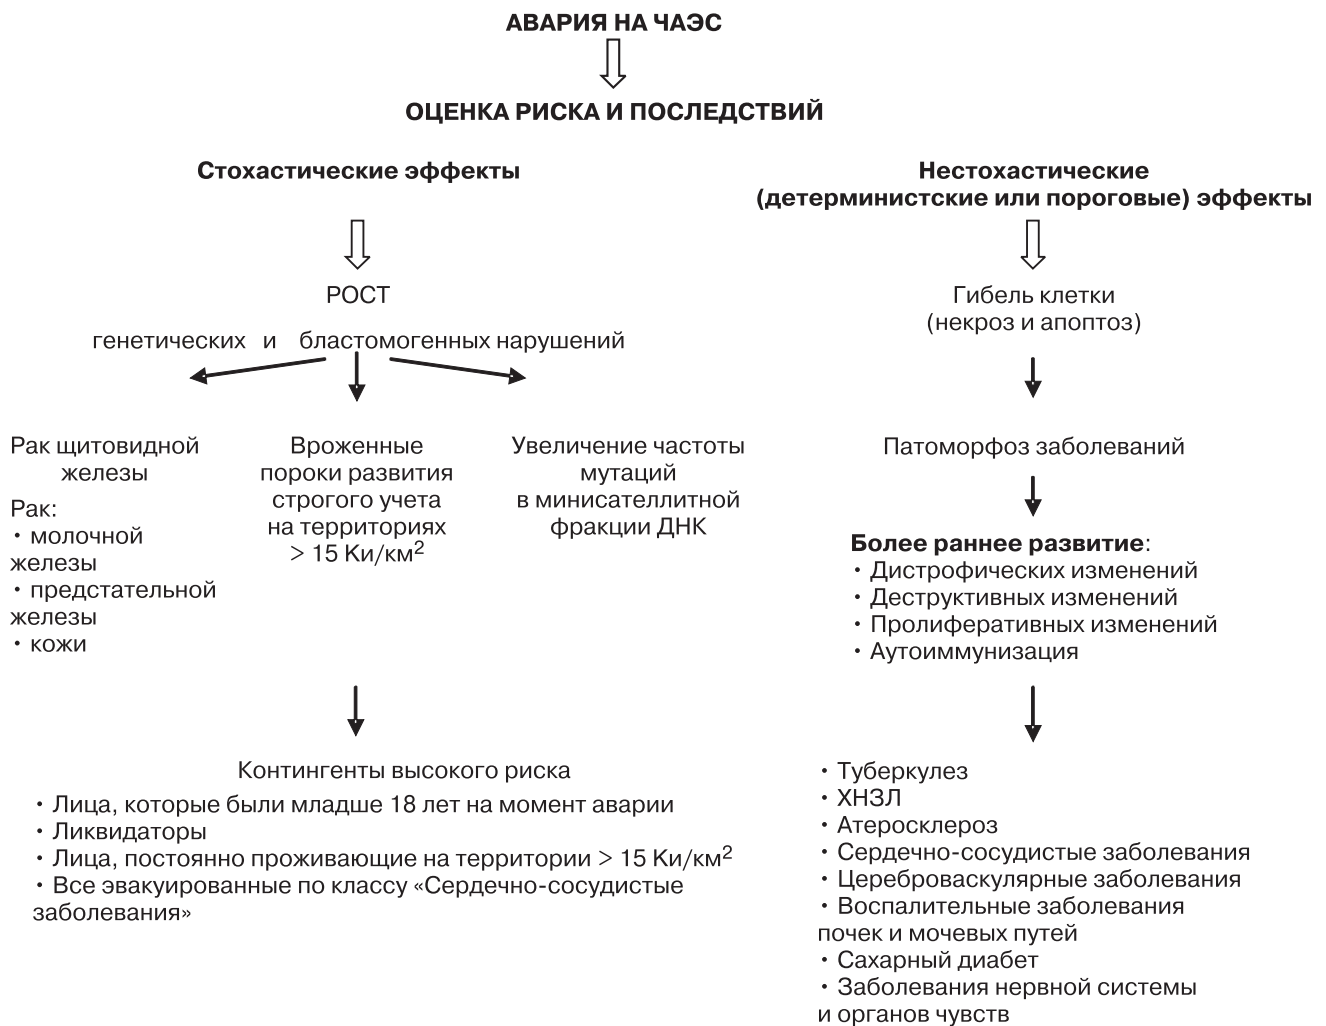 АВАРИЯ НА ЧАЭС
ОЦЕНКА РИСКА И ПОСЛЕДСТВИЙ
Стохастические эффекты
РОСТ
генетических и бластомогенных нарушений
Рак щитовидной
железы
Рак:
• молочной
железы
• предстательной
железы
• кожи
Врожденные
пороки развития
строгого учета
на территориях
> 15 Ки/км²
Увеличение частоты
мутаций
в минисателлитной
фракции ДНК
Контингенты высокого риска
• Лица, которые были младше 18 лет на момент аварии
• Ликвидаторы
• Лица, постоянно проживающие на территории > 15 Ки/км²
• Все эвакуированные по классу «Сердечно-сосудистые
заболевания»
Нестохастические
(детерминистские или пороговые) эффекты
Гибель клетки
(некроз и апоптоз)
Патоморфоз заболеваний
Более раннее развитие:
• Дистрофических изменений
• Деструктивных изменений
• Пролиферативных изменений
• Аутоиммунизация
• Туберкулез
• ХНЗЛ
• Атеросклероз
• Сердечно-сосудистые заболевания
• Цереброваскулярные заболевания
• Воспалительные заболевания
почек и мочевых путей
• Сахарный диабет
• Заболевания нервной системы
и органов чувств